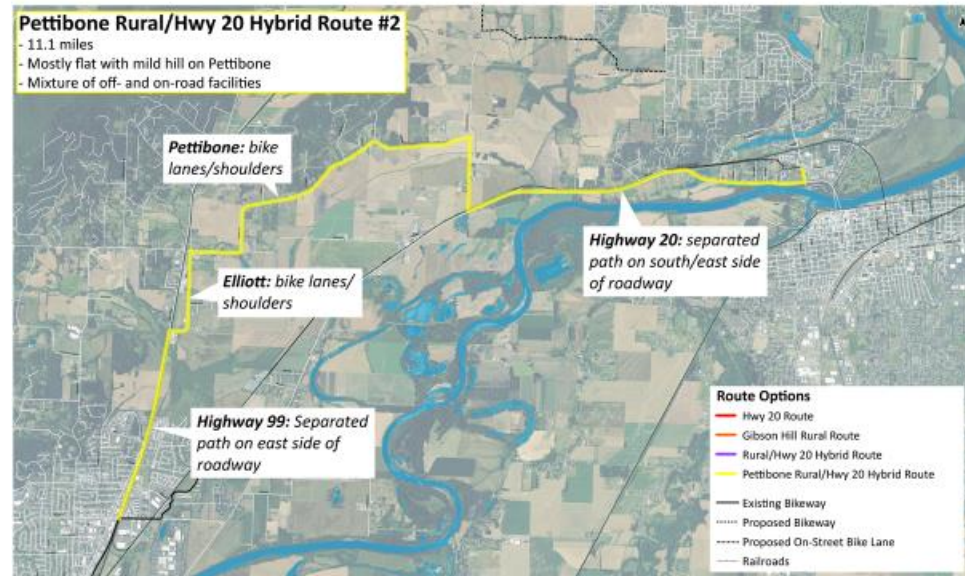 Pettibone Rural/Hwy 20 Hybrid Route #2
- 11.1 miles
- Mostly flat with mild hill on Pettibone
- Mixture of off- and on-road facilities
Pettibone: bike
lanes/shoulders
Highway 20: separated
path on south/east side
of roadway
Elliott: bike lanes/
shoulders
Highway 99: Separated
path on east side of
roadway
Route Options
Hwy 20 Route
Gibson Hill Rural Route
Rural/Hwy 20 Hybrid Route
Pettibone Rural/Hwy 20 Hybrid Route
Existing Bikeway
Proposed Bikeway
Proposed On-Street Bike Lane
Railroads